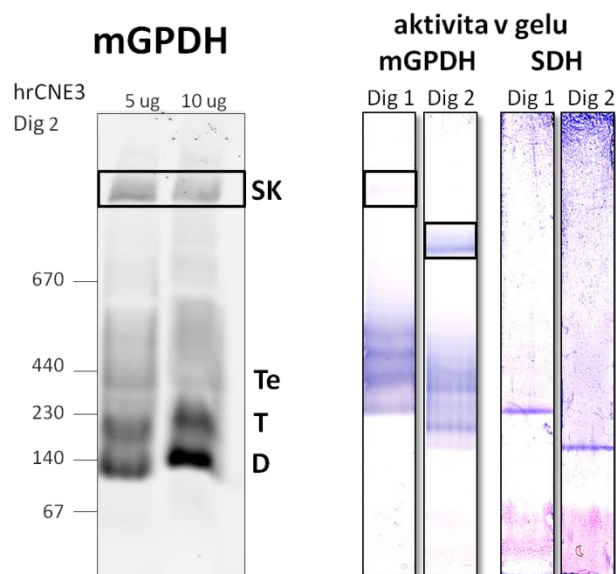 mGPDH
hrCNE3
Dig 2
5 ug 10 ug
SK
670
440
Te
230
T
140
D
67
aktivita v gelu
mGPDH SDH
Dig 1 Dig 2 Dig 1 Dig 2